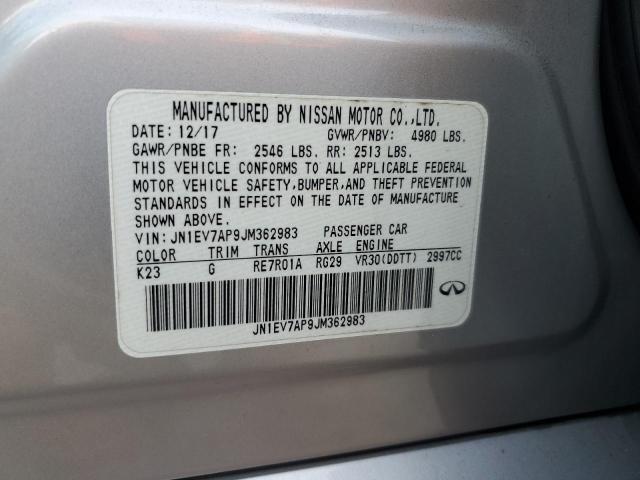 MANUFACTURED BY NISSAN MOTOR CO.,LTD.
DATE: 12/17 GVWR/PNBV: 4980 LBS.
GAWR/PNBE FR: 2546 LBS. RR: 2513 LBS.
THIS VEHICLE CONFORMS TO ALL APPLICABLE FEDERAL
MOTOR VEHICLE SAFETY,BUMPER,AND THEFT PREVENTION
STANDARDS IN EFFECT ON THE DATE OF MANUFACTURE
SHOWN ABOVE.
VIN: JN1EV7AP9JM362983 PASSENGER CAR
COLOR TRIM TRANS AXLE ENGINE
K23 G RE7R01A RG29 VR30(DDTT) 2997CC
JN1EV7AP9JM362983